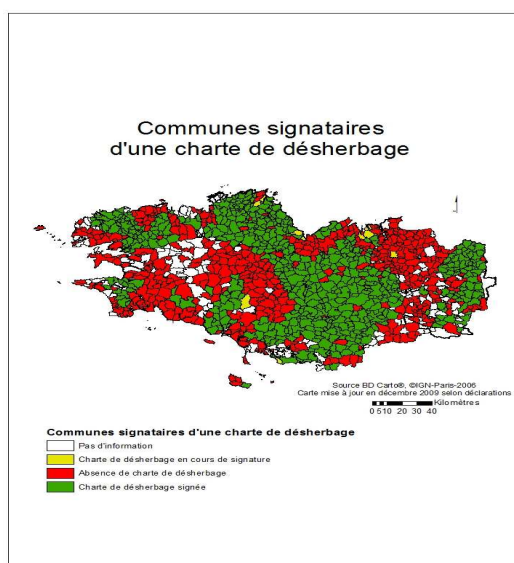 Communes signataires
d'une charte de désherbage
Source BD Carto®, ©IGN-Paris-2006
Carte mise à jour en décembre 2009 selon déclarations
Kilomètres
0 5 10 20 30 40
Communes signataires d'une charte de désherbage
Pas d'information
Charte de désherbage en cours de signature
Absence de charte de désherbage
Charte de désherbage signée